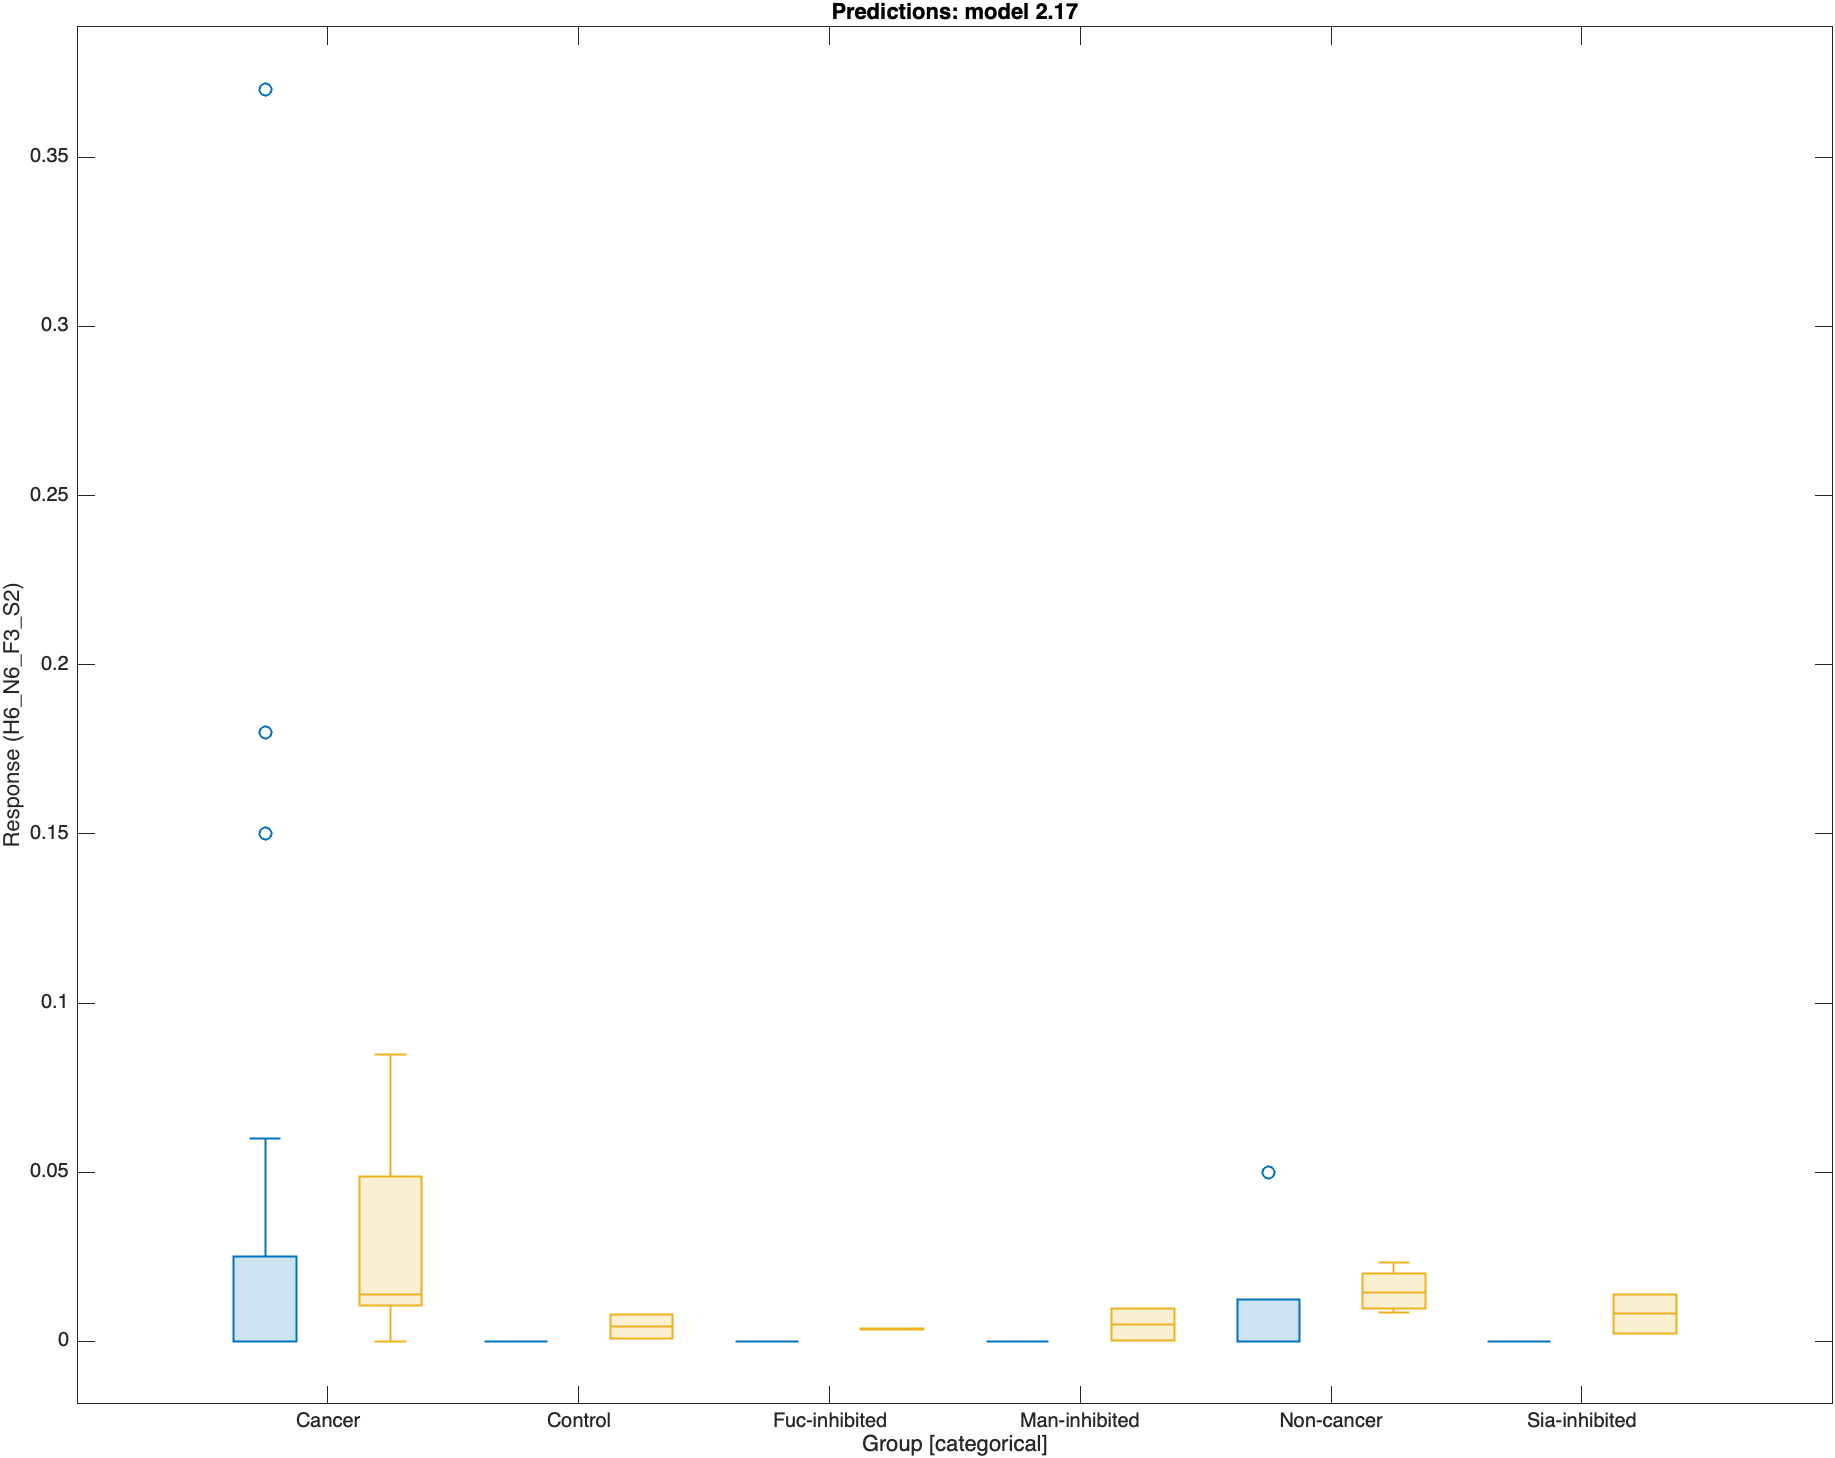 Predictions: model 2.17
0.35
0.3
0.25
0.2
0.15
0.1
0.05
0
Response (H6_N6_F3_S2)
Cancer Control Fuc-inhibited Man-inhibited Non-cancer Sia-inhibited
Group [categorical]